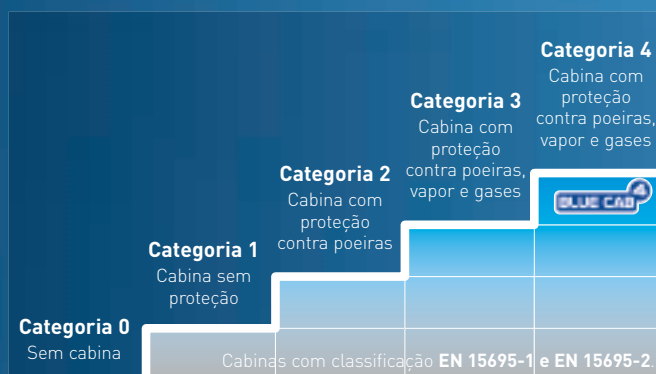 Categoria 4
Cabina com
proteção
contra poeiras,
vapor e gases
Categoria 3
Cabina com
proteção
contra poeiras,
vapor e gases
Categoria 2
Cabina com
proteção
contra poeiras
Categoria 1
Cabina sem
proteção
Categoria 0
Sem cabina
BLUE CAB 4
Cabinas com classificação EN 15695-1 e EN 15695-2.